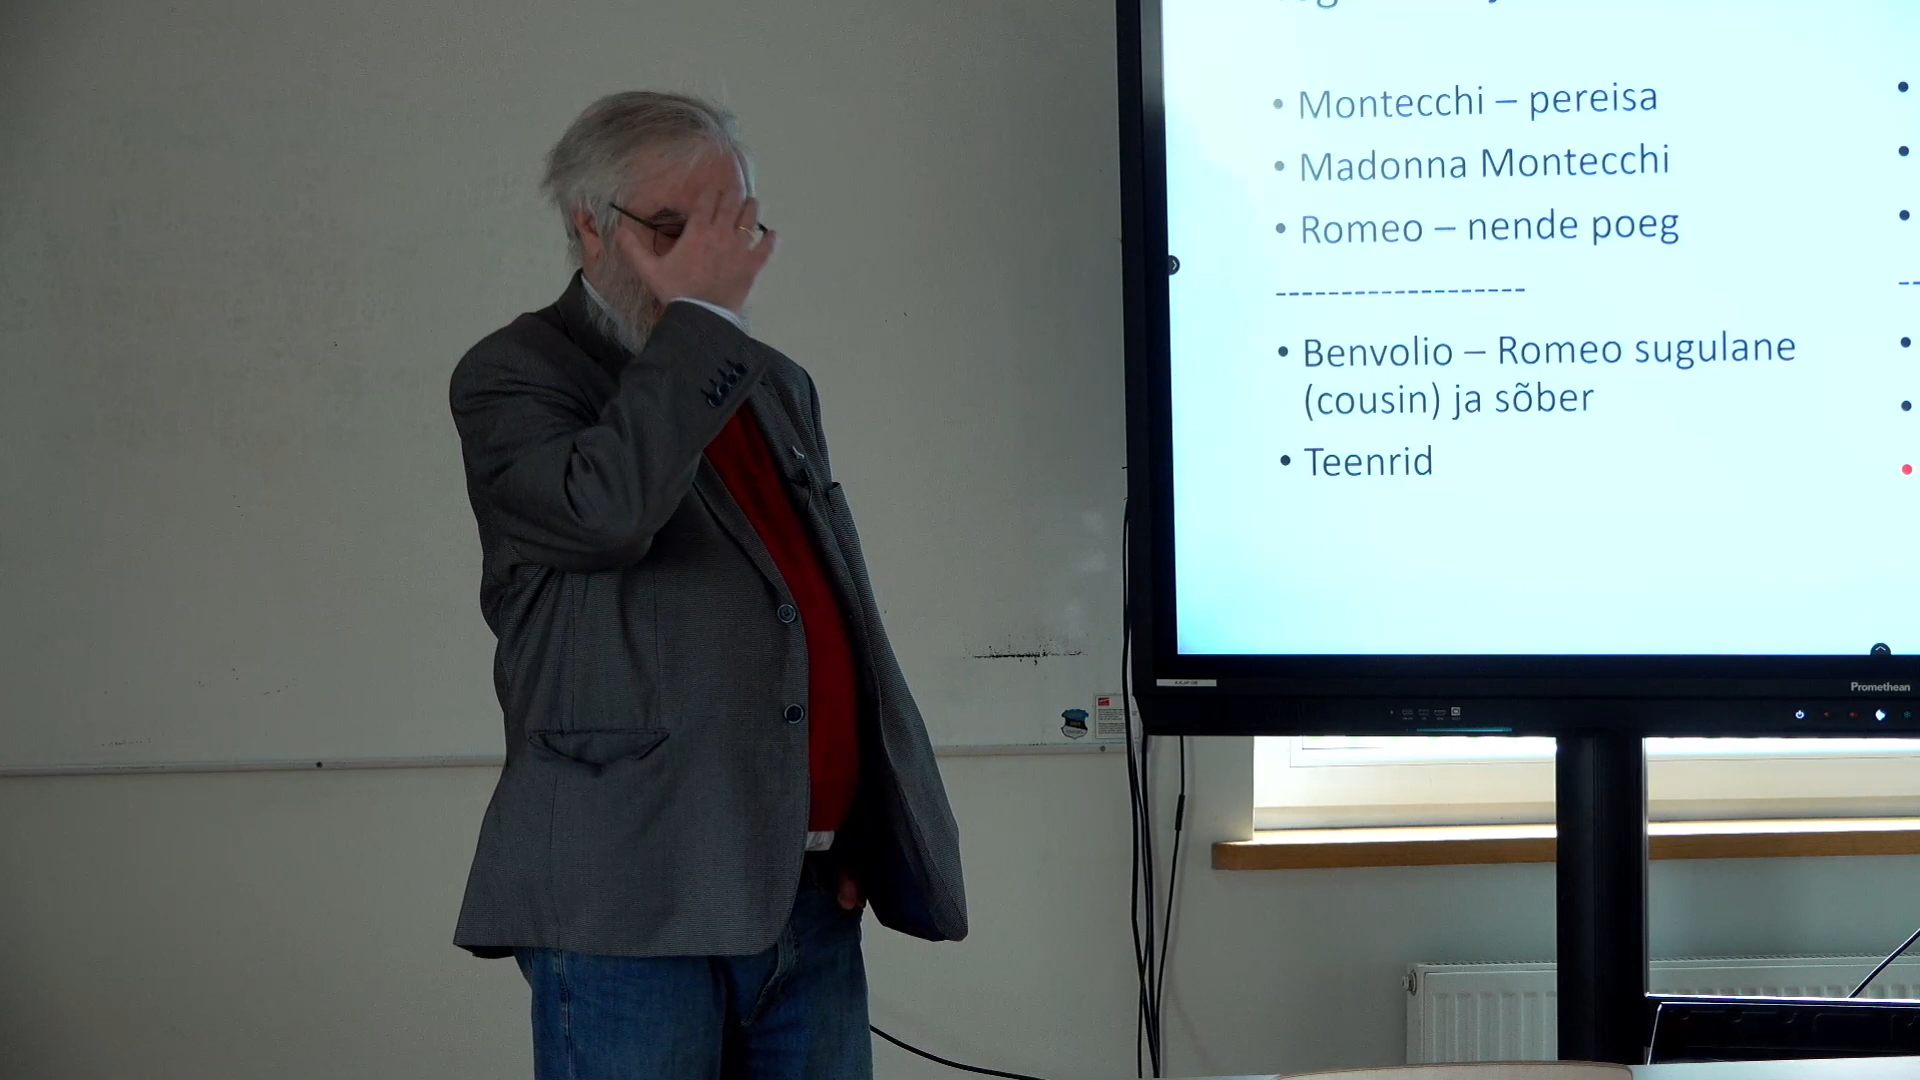 • Montecchi – pereisa
• Madonna Montecchi
• Romeo – nende poeg
-------------------
• Benvolio – Romeo sugulane
(cousin) ja sõber
• Teenrid
Promethean